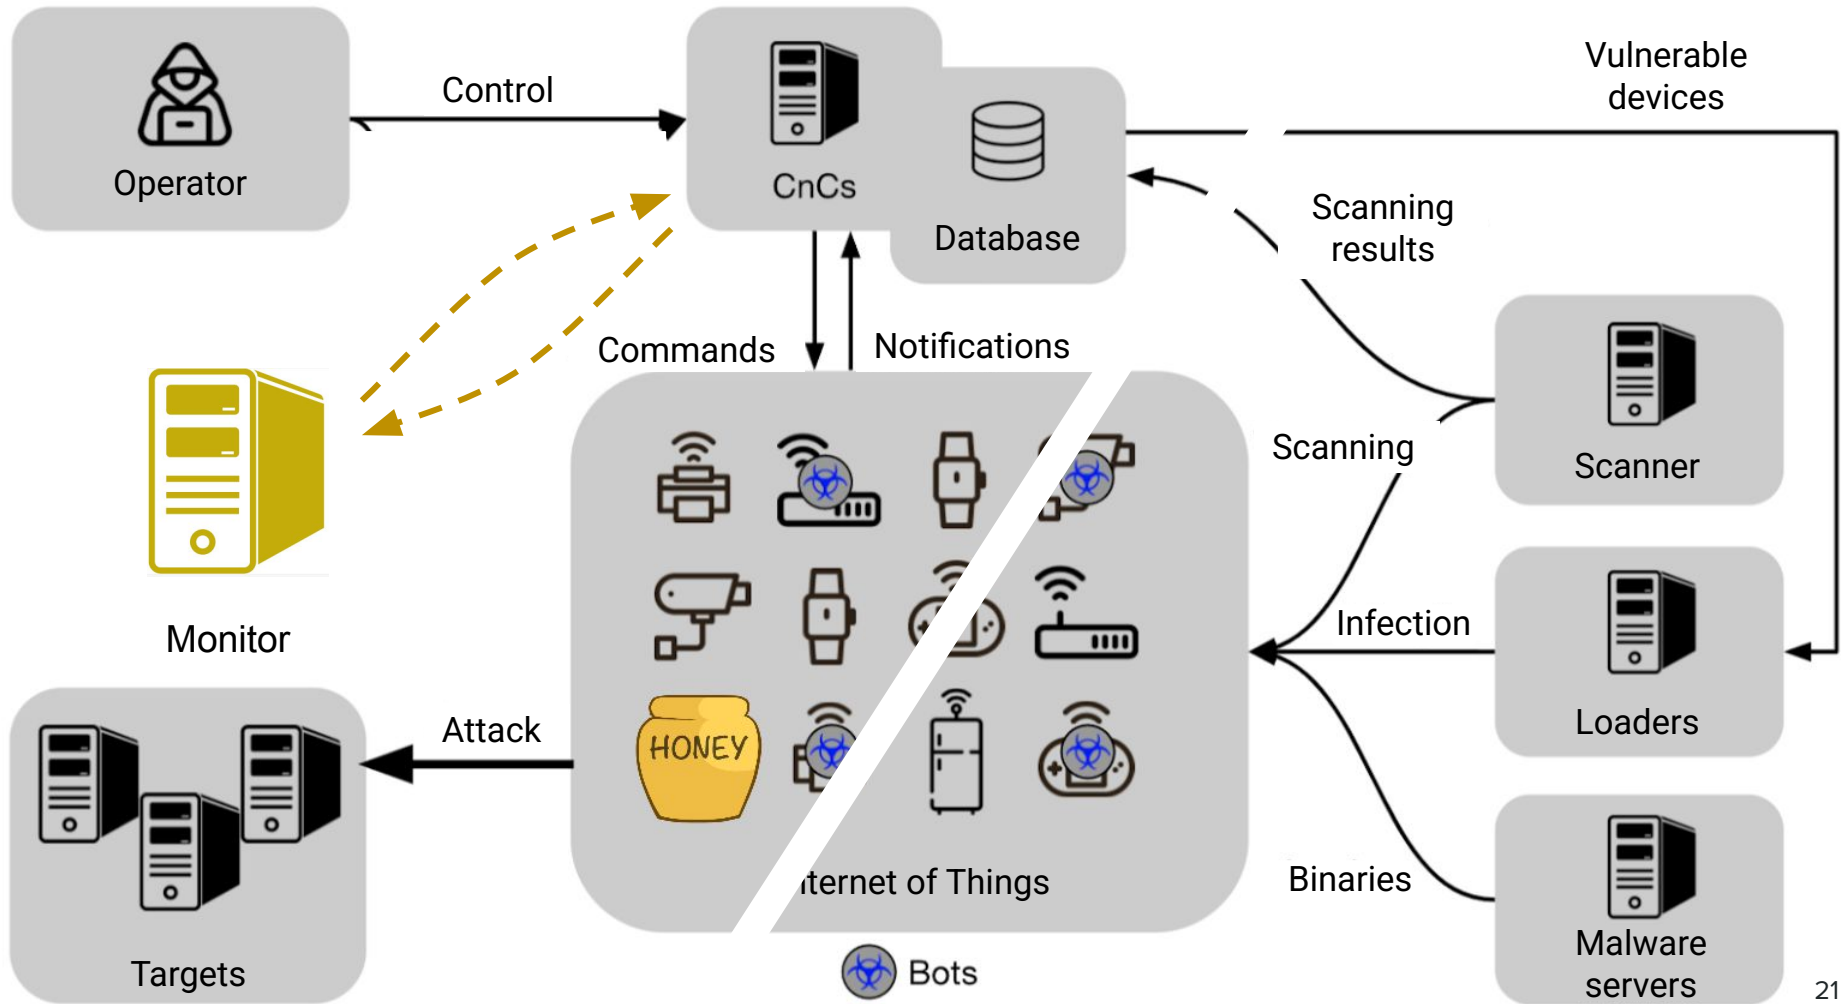 Operator
Control
CnCs
Database
Vulnerable
devices
Scanning
results
Commands
Notifications
Scanning
Scanner
Monitor
Infection
Loaders
HONEY
Attack
nternet of Things
Binaries
Targets
Bots
Malware
servers
21